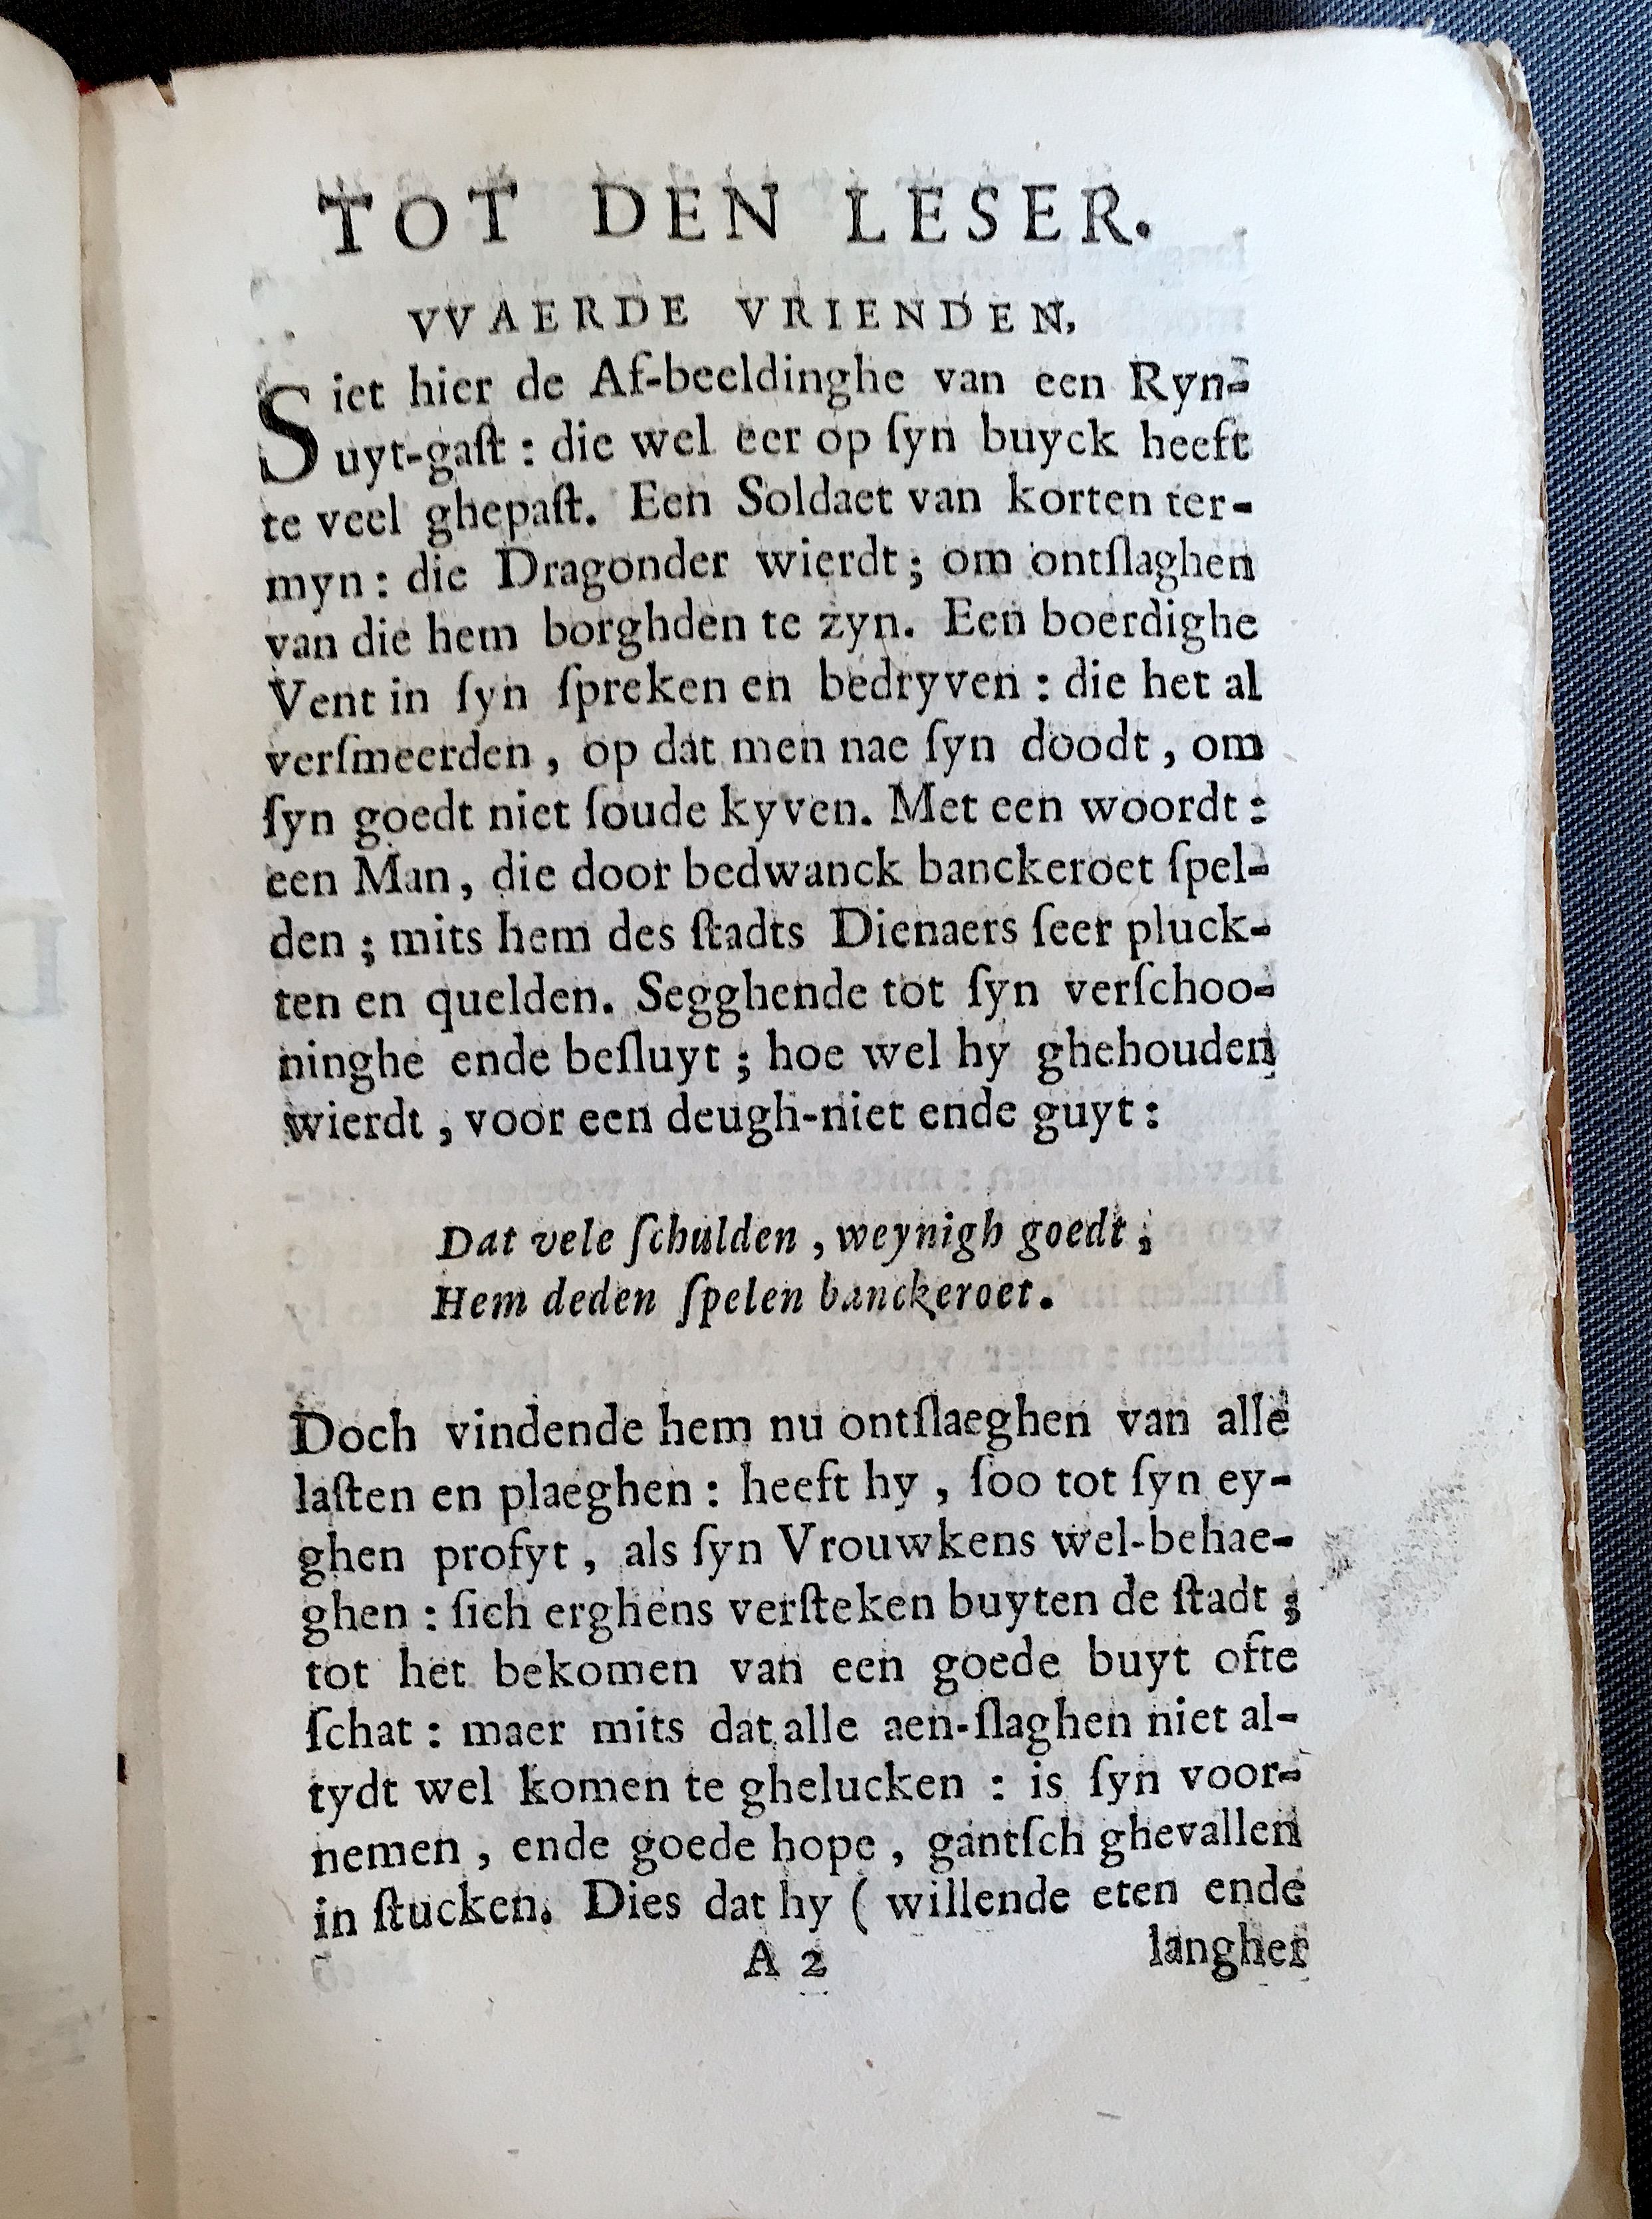 TOT DEN LESER.
VVAERDE VRIENDEN,
Siet hier de Af-beeldinghe van een Ryn-
uyt-gaſt : die wel eer op ſyn buyck heeft
te veel ghepaſt. Een Soldaet van korten ter-
myn : die Dragonder wierdt ; om ontſlaghen
van die hem borghden te zyn. Een boerdighe
Vent in ſyn ſpreken en bedryven : die het al
verſmeerden , op dat men nae ſyn doodt , om
ſyn goedt niet ſoude kyven. Met een woordt :
een Man, die door bedwanck banckeroet ſpel-
den ; mits hem des ſtadts Dienaers ſeer pluck-
ten en quelden. Segghende tot ſyn verſchoo-
ninghe ende beſluyt ; hoe wel hy ghehouden
wierdt , voor een deugh-niet ende guyt :
Dat vele ſchulden , weynigh goedt ;
Hem deden ſpelen banckeroet.
Doch vindende hem nu ontſlaeghen van alle
laſten en plaeghen : heeft hy , ſoo tot ſyn ey-
ghen profyt , als ſyn Vrouwkens wel-behae-
ghen : ſich erghens verſteken buyten de ſtadt ;
tot het bekomen van een goede buyt ofte
ſchat : maer mits dat alle aen-ſlaghen niet al-
tydt wel komen te ghelucken : is ſyn voor-
nemen , ende goede hope , gantſch ghevallen
in ſtucken. Dies dat hy ( willende eten ende
A 2 langher